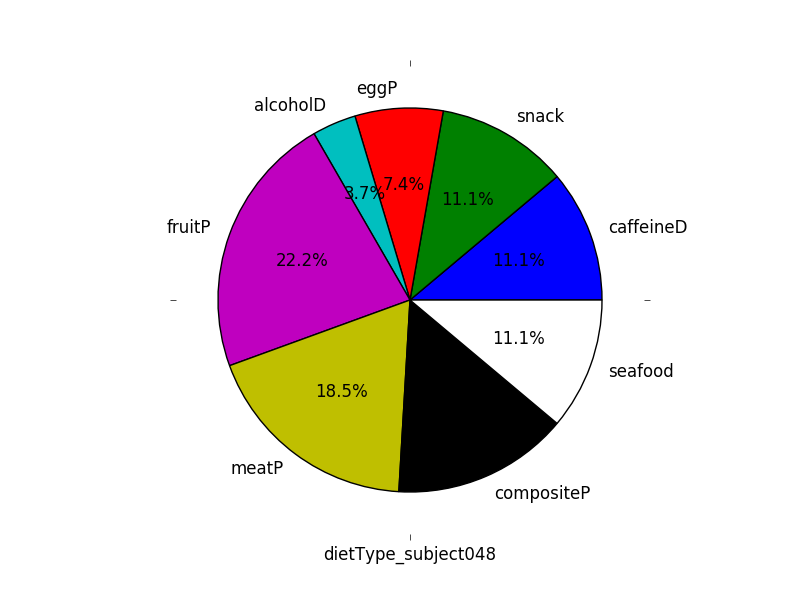 eggP
alcoholD
snack
7.4%
3.7%
11.1%
fruitP
caffeineD
22.2%
11.1%
11.1%
seafood
18.5%
meatP
compositeP
dietType_subject048